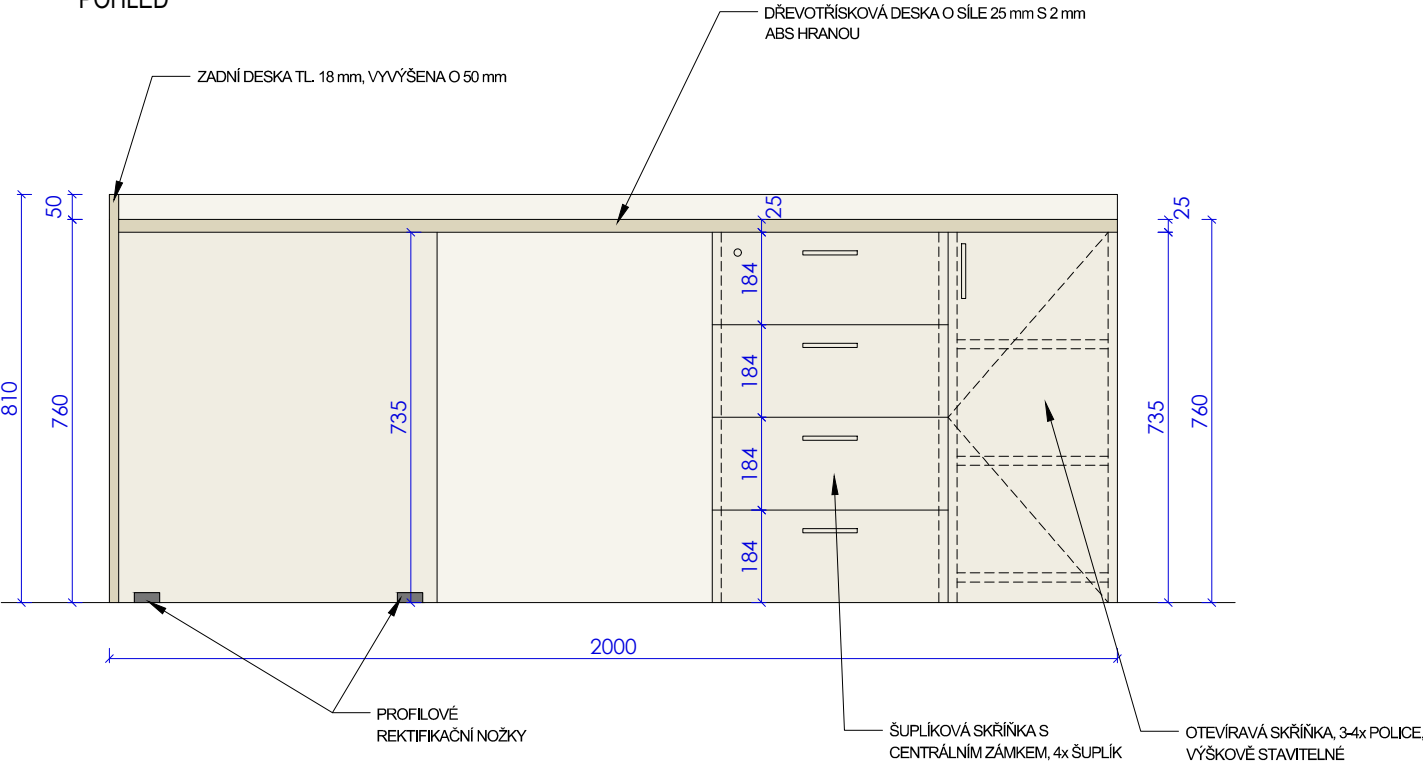 POHLED
DŘEVOTŘÍSKOVÁ DESKA O SÍLE 25 mm S 2 mm
ABS HRANOU
ZADNÍ DESKA TL. 18 mm, VYVÝŠENA O 50 mm
50
25
25
184
184
184
184
810
760
735
735
760
2000
PROFILOVÉ
REKTIFIKAČNÍ NOŽKY
ŠUPLÍKOVÁ SKŘÍŇKA S
CENTRÁLNÍM ZÁMKEM, 4x ŠUPLÍK
OTEVÍRAVÁ SKŘÍŇKA, 3-4x POLICE,
VÝŠKOVĚ STAVITELNÉ